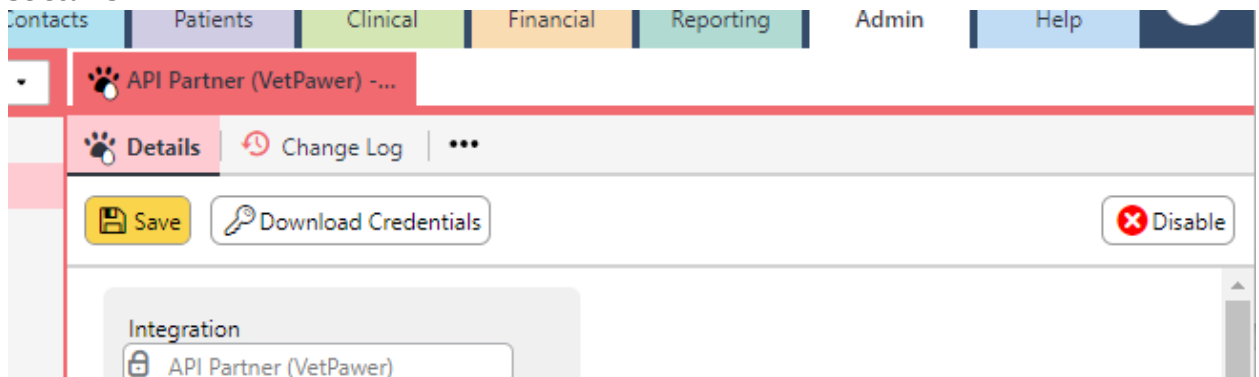 Contacts Patients Clinical Financial Reporting Admin Help
API Partner (VetPawer) -...
Details Change Log •••
Save Download Credentials Disable
Integration
API Partner (VetPawer)